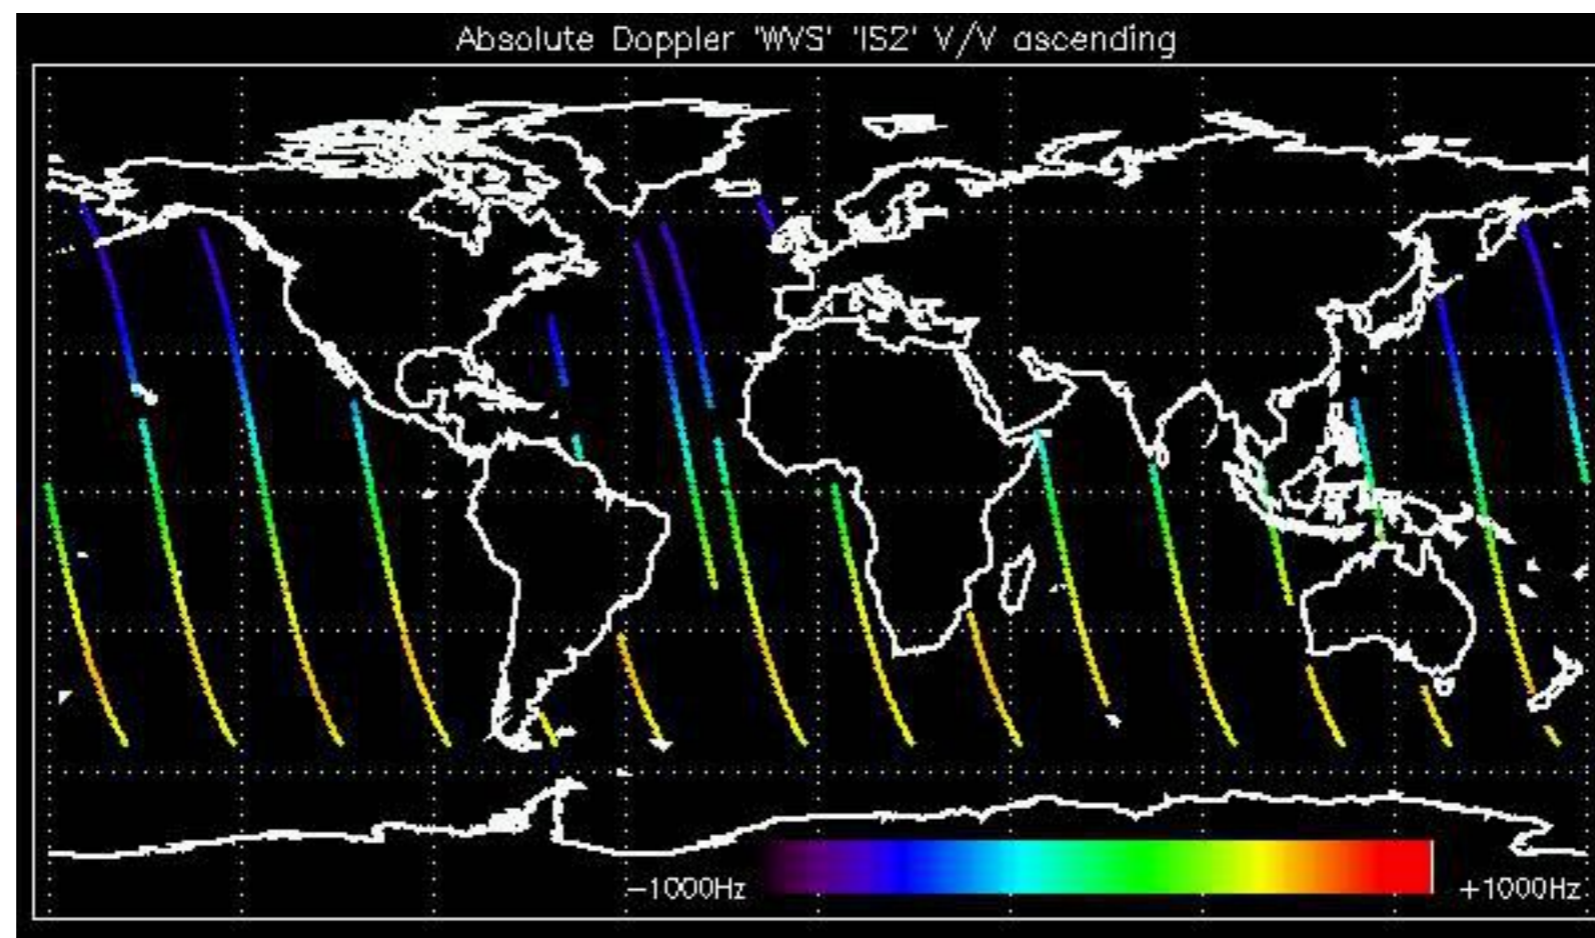 Absolute Doppler 'WVS' 'IS2' V/V ascending
-1000Hz +1000Hz